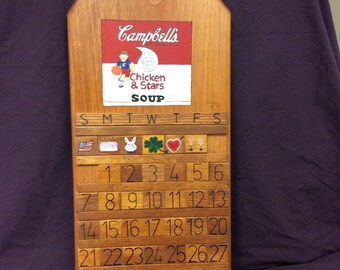 Campbell's
Chicken
& Stars
SOUP
S M T W T F S
1 2 3 4 5 6
7 8 9 10 11 12 13
14 15 16 17 18 19 20
21 22 23 24 25 26 27